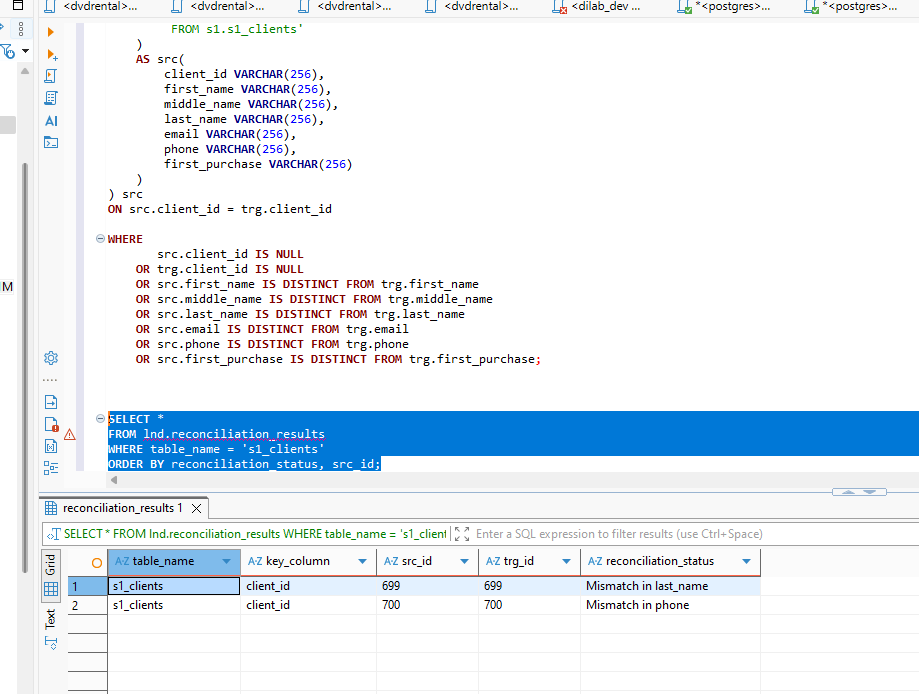 <dvdrental>...
<dvdrental>...
<dvdrental>...
<dvdrental>...
<dilab_dev ...
*<postgres>...
*<postgres>...
FROM s1.s1_clients'
)
AS src(
client_id VARCHAR(256),
first_name VARCHAR(256),
middle_name VARCHAR(256),
last_name VARCHAR(256),
email VARCHAR(256),
phone VARCHAR(256),
first_purchase VARCHAR(256)
)
) src
ON src.client_id = trg.client_id
WHERE
src.client_id IS NULL
OR trg.client_id IS NULL
OR src.first_name IS DISTINCT FROM trg.first_name
OR src.middle_name IS DISTINCT FROM trg.middle_name
OR src.last_name IS DISTINCT FROM trg.last_name
OR src.email IS DISTINCT FROM trg.email
OR src.phone IS DISTINCT FROM trg.phone
OR src.first_purchase IS DISTINCT FROM trg.first_purchase;
SELECT *
FROM lnd.reconciliation_results
WHERE table_name = 's1_clients'
ORDER BY reconciliation_status, src_id;
AI
M
reconciliation_results 1
SELECT * FROM lnd.reconciliation_results WHERE table_name = 's1_client
Enter a SQL expression to filter results (use Ctrl+Space)
Grid
Text
A-Z table_name A-Z key_column A-Z src_id A-Z trg_id A-Z reconciliation_status
1 s1_clients client_id 699 699 Mismatch in last_name
2 s1_clients client_id 700 700 Mismatch in phone